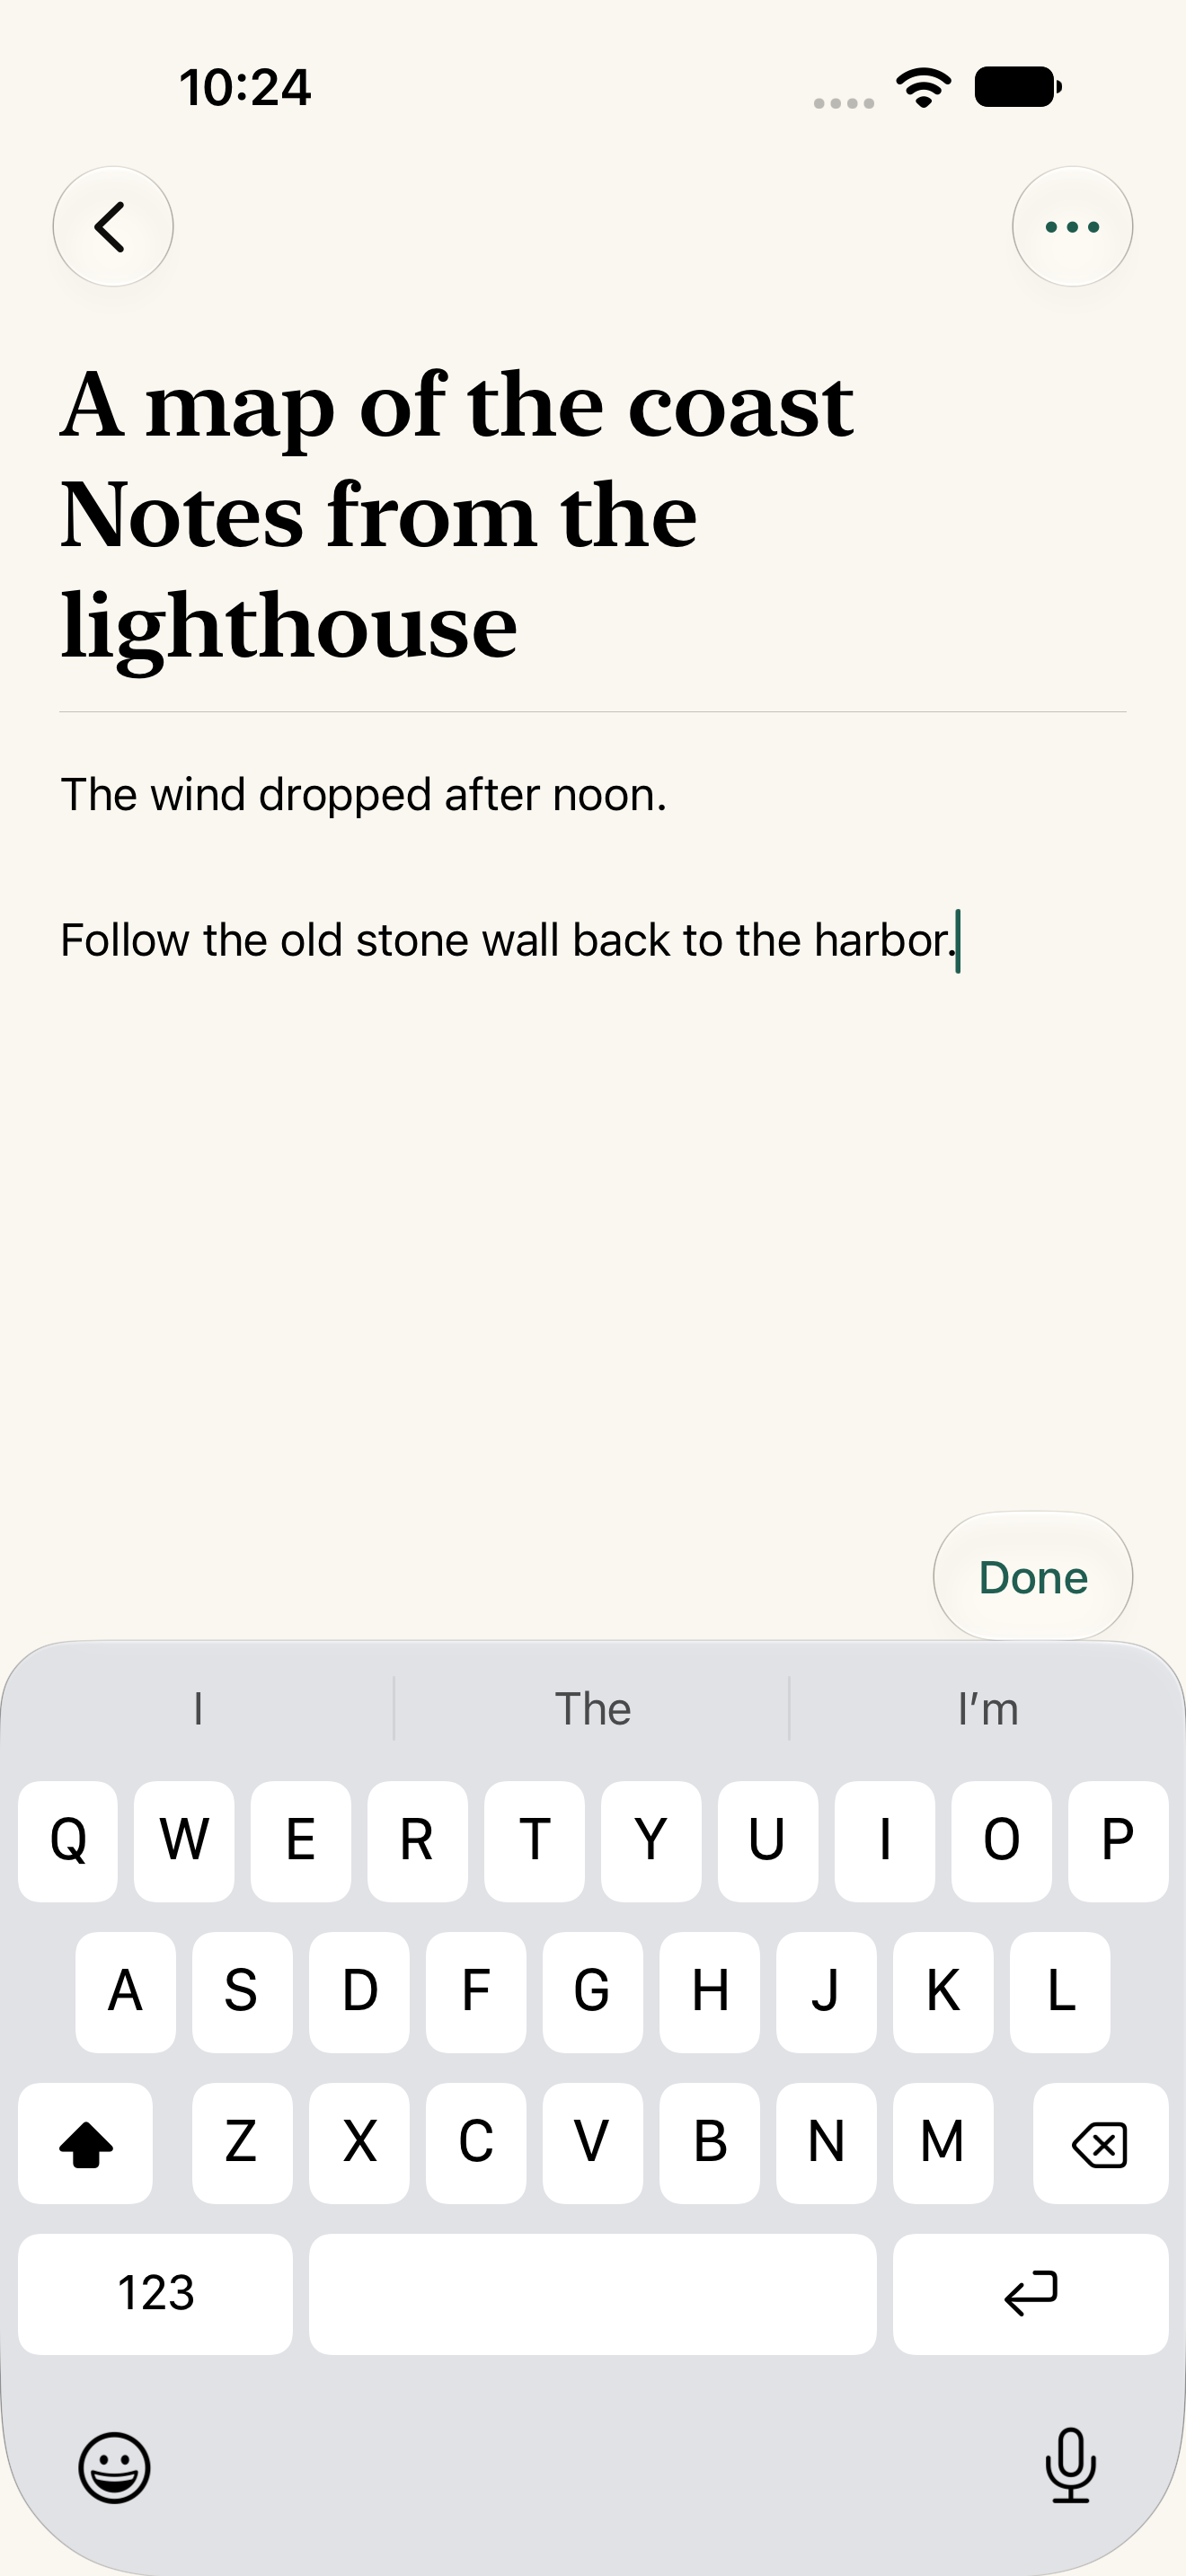 10:24
A map of the coast
Notes from the
lighthouse
The wind dropped after noon.
Follow the old stone wall back to the harbor.
Done
I The I’m
Q W E R T Y U I O P
A S D F G H J K L
Z X C V B N M
123